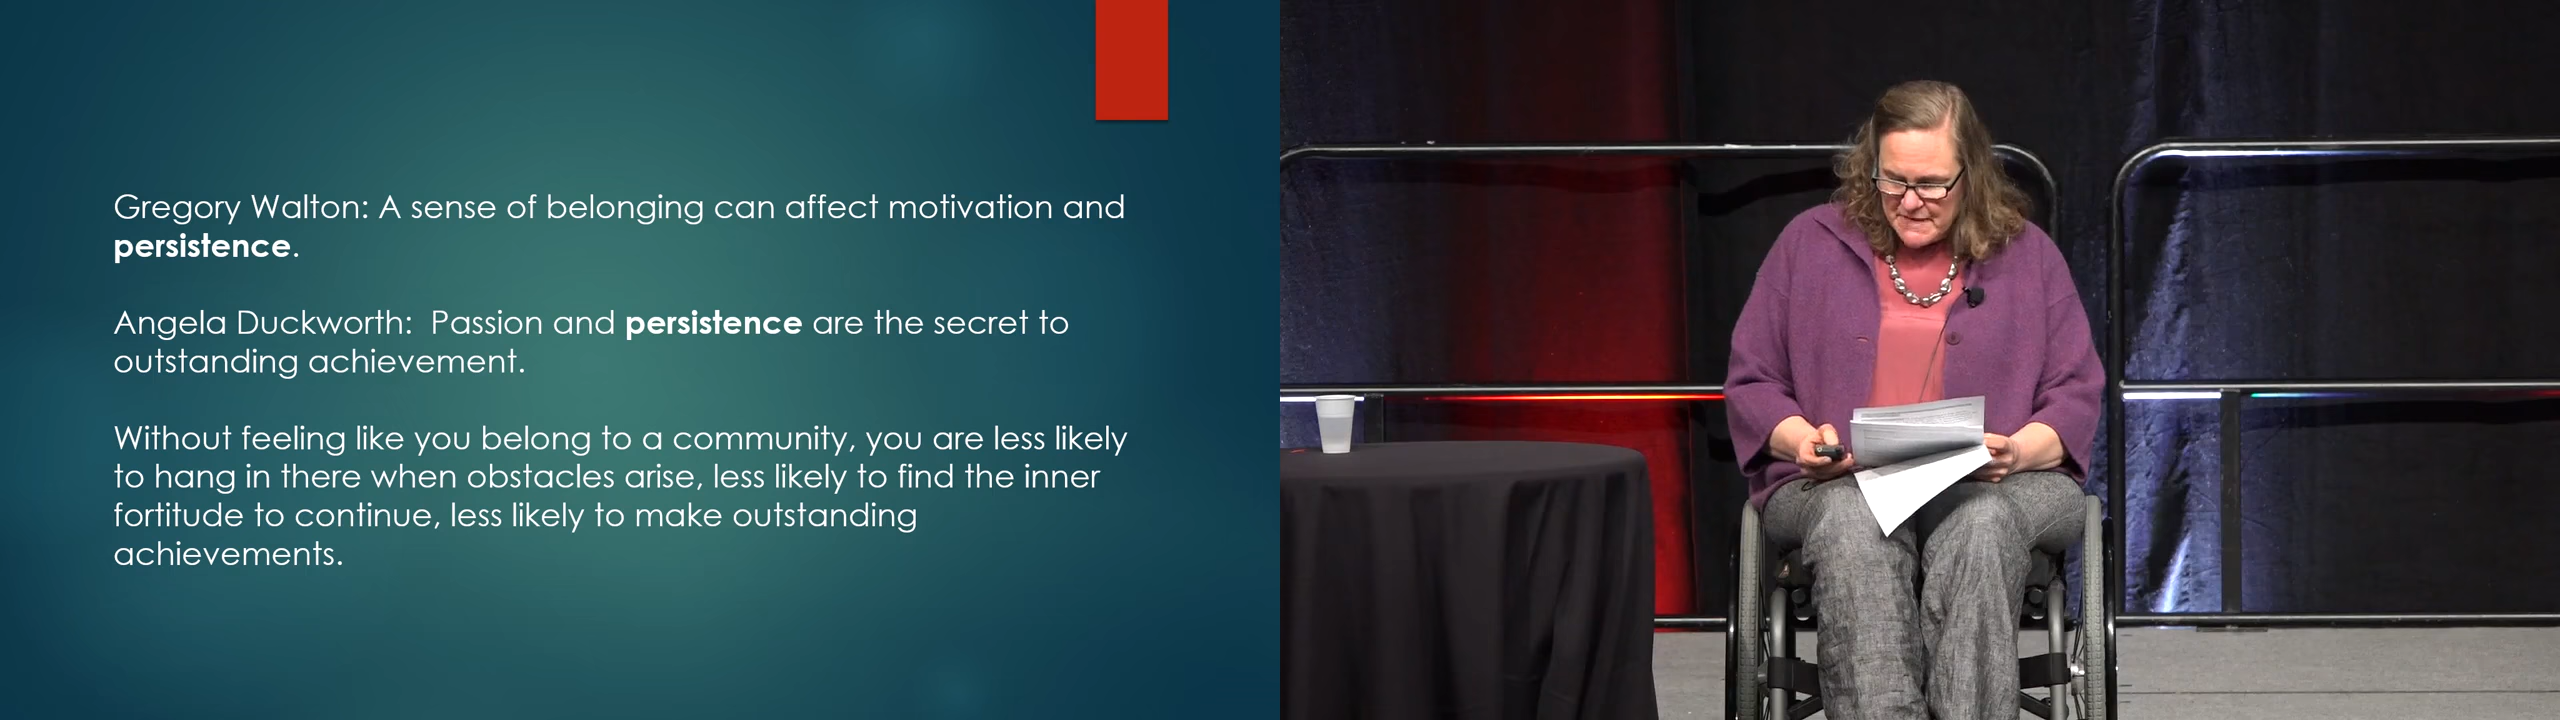 Gregory Walton: A sense of belonging can affect motivation and
persistence.
Angela Duckworth:  Passion and persistence are the secret to
outstanding achievement.
Without feeling like you belong to a community, you are less likely
to hang in there when obstacles arise, less likely to find the inner
fortitude to continue, less likely to make outstanding
achievements.